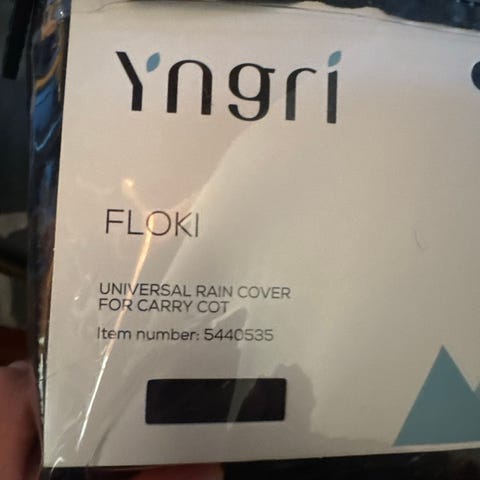 Yngri
FLOKI
UNIVERSAL RAIN COVER
FOR CARRY COT
Item number: 5440535